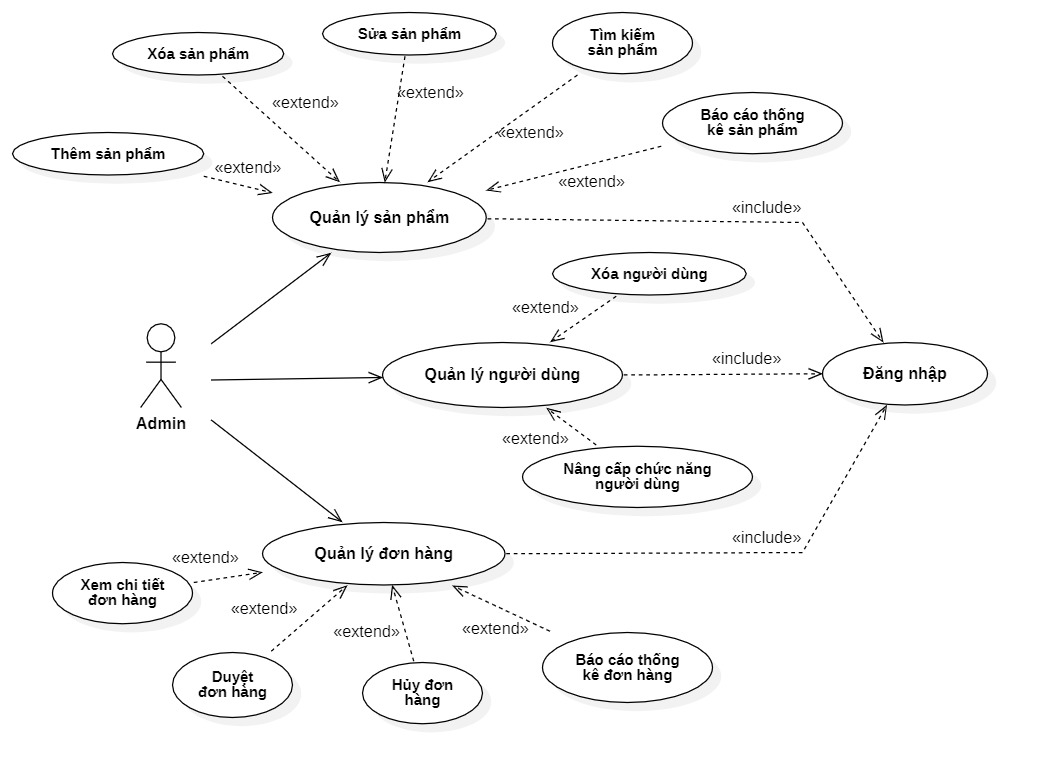 Sửa sản phẩm
Tìm kiếm
sản phẩm
Xóa sản phẩm
«extend»
«extend»
«extend»
Báo cáo thống
kê sản phẩm
Thêm sản phẩm
«extend»
«extend»
Quản lý sản phẩm
«include»
Xóa người dùng
«extend»
Quản lý người dùng
«include»
Đăng nhập
Admin
«extend»
Nâng cấp chức năng
người dùng
Quản lý đơn hàng
«include»
«extend»
Xem chi tiết
đơn hàng
«extend»
«extend»
«extend»
Báo cáo thống
kê đơn hàng
Duyệt
đơn hàng
Hủy đơn
hàng